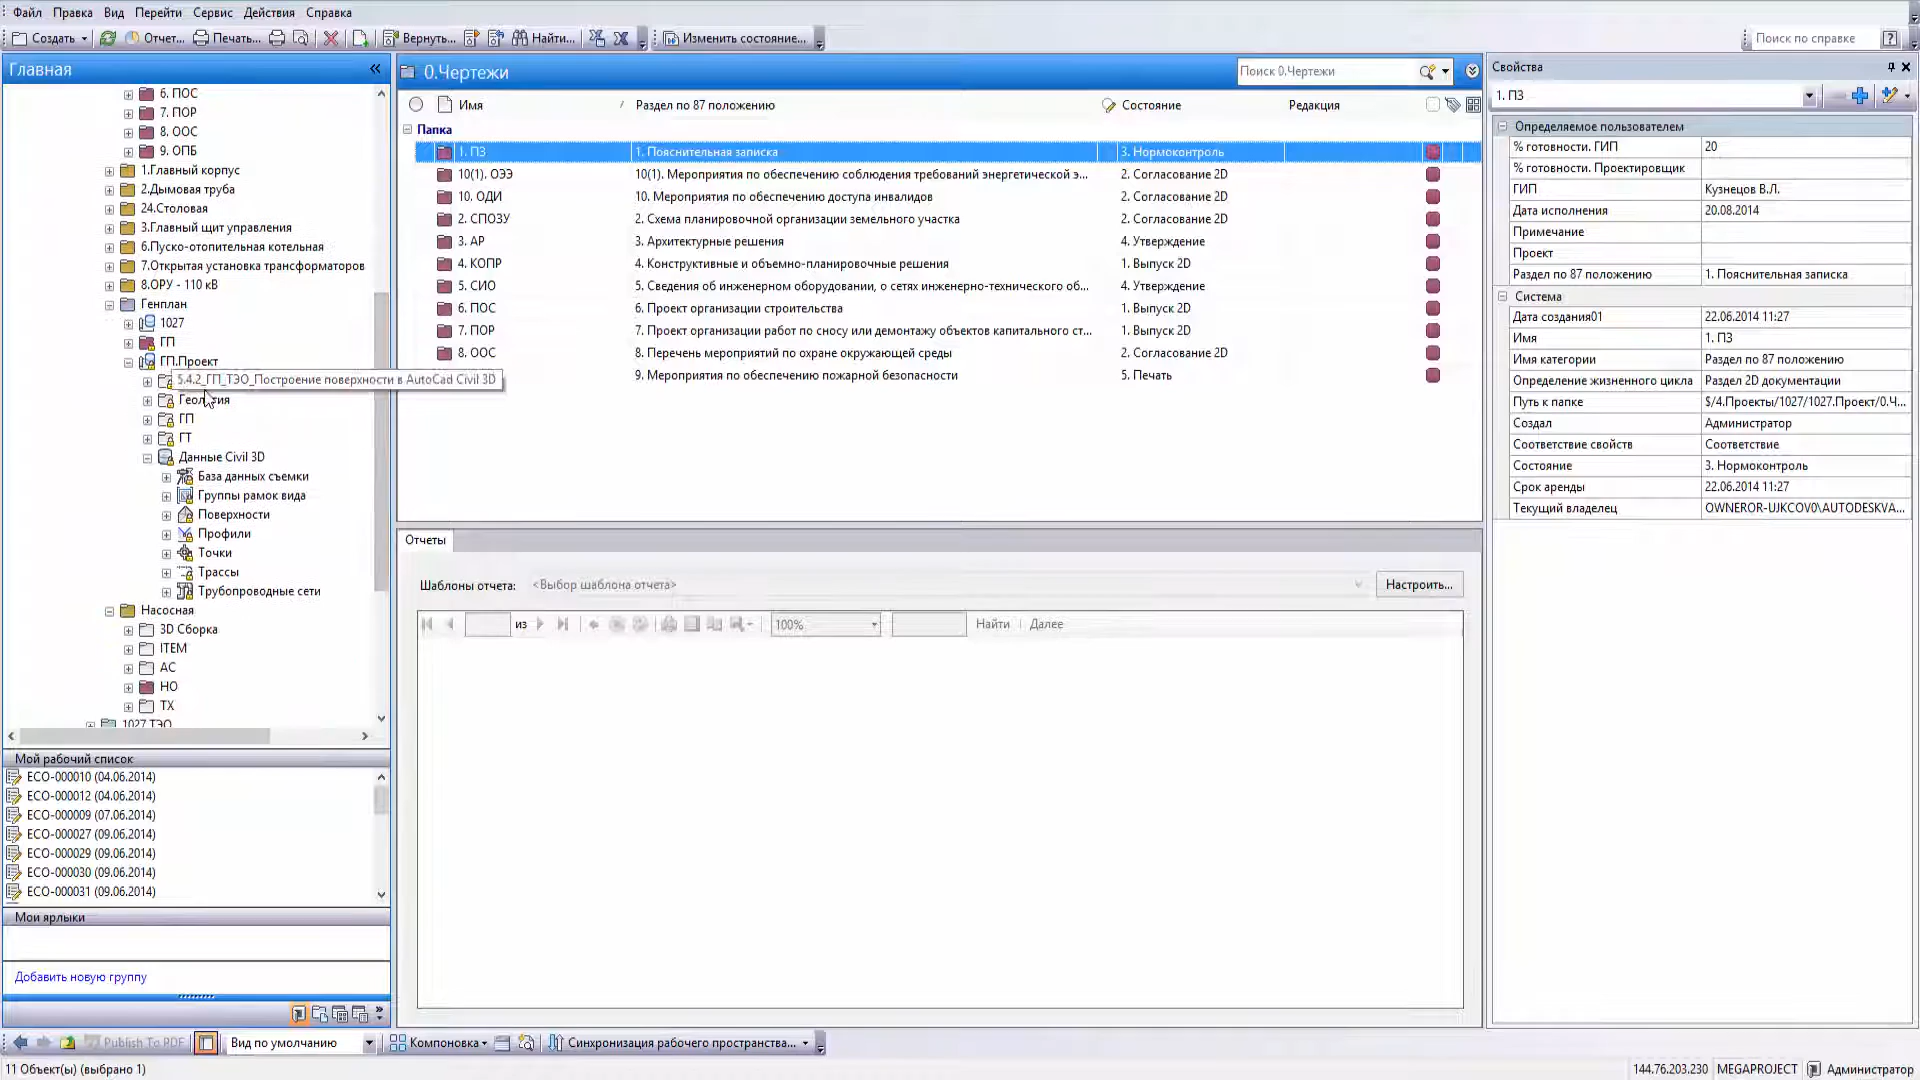 Файл Правка Вид Перейти Сервис Действия Справка
Создать Отчет... Печать... Вернуть... Найти... Изменить состояние... Поиск по справке
Главная
6. ПОС
7. ПОР
8. ООС
9. ОПБ
1.Главный корпус
2.Дымовая труба
24.Столовая
3.Главный щит управления
6.Пуско-отопительная котельная
7.Открытая установка трансформаторов
8.ОРУ - 110 кВ
Генплан
1027
ГП
ГП.Проект
5.4.2_ГП_ТЭО_Построение поверхности в AutoCad Civil 3D
Геология
ГП
ГТ
Данные Civil 3D
База данных съемки
Группы рамок вида
Поверхности
Профили
Точки
Трассы
Трубопроводные сети
Насосная
3D Сборка
ITEM
АС
НО
ТХ
1027.ТЭО
Мой рабочий список
ECO-000010 (04.06.2014)
ECO-000012 (04.06.2014)
ECO-000009 (07.06.2014)
ECO-000027 (09.06.2014)
ECO-000029 (09.06.2014)
ECO-000030 (09.06.2014)
ECO-000031 (09.06.2014)
Мои ярлыки
Добавить новую группу
0.Чертежи
Поиск 0.Чертежи
Имя / Раздел по 87 положению Состояние Редакция
Папка
1. ПЗ 1. Пояснительная записка 3. Нормоконтроль
10(1). ОЭЭ 10(1). Мероприятия по обеспечению соблюдения требований энергетической э... 2. Согласование 2D
10. ОДИ 10. Мероприятия по обеспечению доступа инвалидов 2. Согласование 2D
2. СПОЗУ 2. Схема планировочной организации земельного участка 2. Согласование 2D
3. АР 3. Архитектурные решения 4. Утверждение
4. КОПР 4. Конструктивные и объемно-планировочные решения 1. Выпуск 2D
5. СИО 5. Сведения об инженерном оборудовании, о сетях инженерно-технического об... 4. Утверждение
6. ПОС 6. Проект организации строительства 1. Выпуск 2D
7. ПОР 7. Проект организации работ по сносу или демонтажу объектов капитального ст... 1. Выпуск 2D
8. ООС 8. Перечень мероприятий по охране окружающей среды 2. Согласование 2D
9. Мероприятия по обеспечению пожарной безопасности 5. Печать
Отчеты
Шаблоны отчета: <Выбор шаблона отчета> Настроить...
из 100% Найти Далее
Свойства
1. ПЗ
Определяемое пользователем
% готовности. ГИП 20
% готовности. Проектировщик
ГИП Кузнецов В.Л.
Дата исполнения 20.08.2014
Примечание
Проект
Раздел по 87 положению 1. Пояснительная записка
Система
Дата создания01 22.06.2014 11:27
Имя 1. ПЗ
Имя категории Раздел по 87 положению
Определение жизненного цикла Раздел 2D документации
Путь к папке $/4.Проекты/1027/1027.Проект/0.Ч...
Создал Администратор
Соответствие свойств Соответствие
Состояние 3. Нормоконтроль
Срок аренды 22.06.2014 11:27
Текущий владелец OWNEROR-UJKCOV0\AUTODESKVA...
Publish To PDF Вид по умолчанию Компоновка Синхронизация рабочего пространства...
11 Объект(ы) (выбрано 1) 144.76.203.230 MEGAPROJECT Администратор